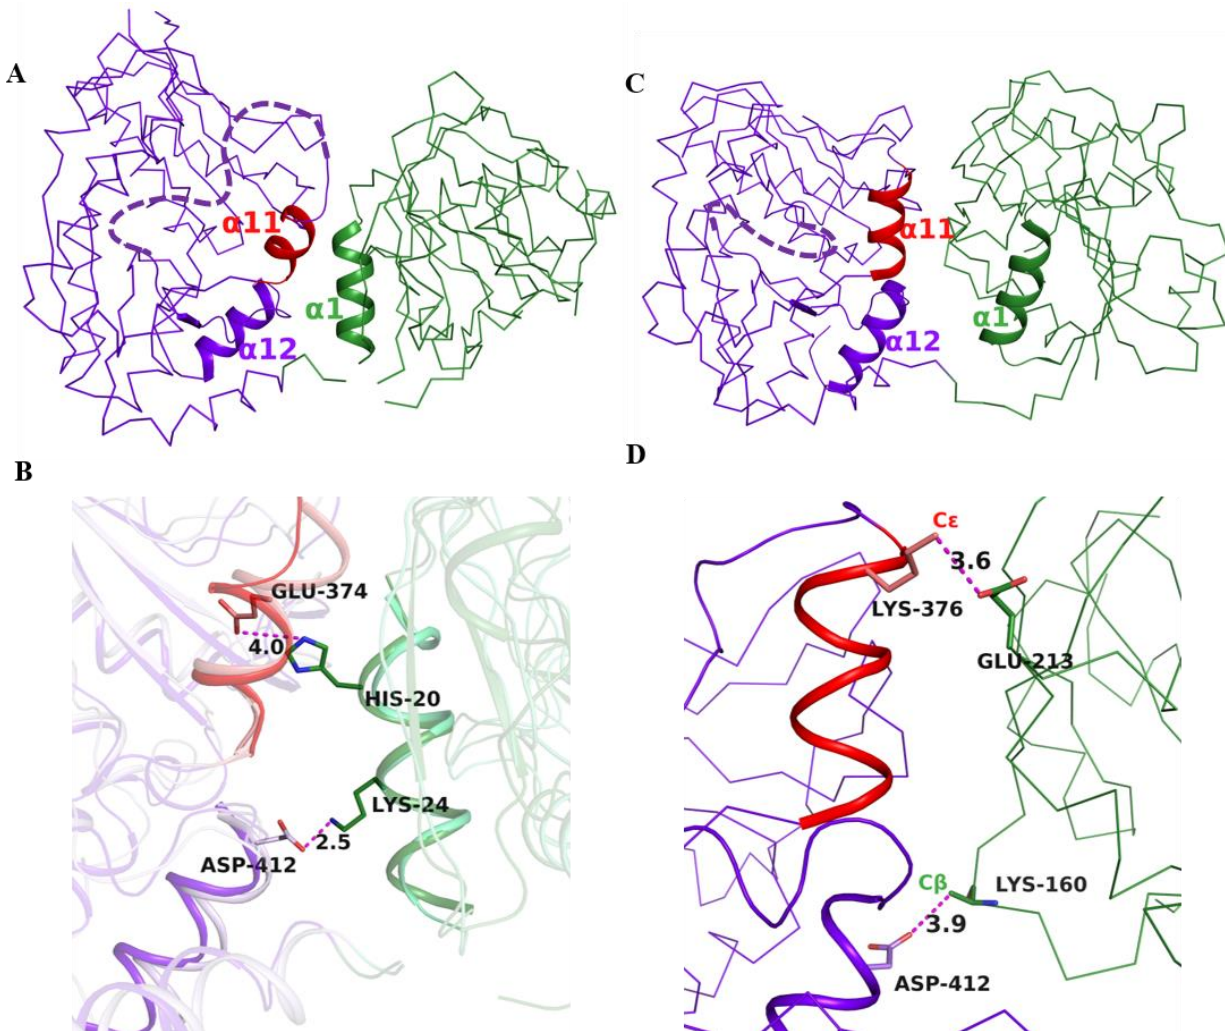 A
α11
α12
α1
C
α11
α12
α1
B
GLU-374
4.0
HIS-20
LYS-24
2.5
ASP-412
D
Cε
3.6
LYS-376
GLU-213
Cβ
LYS-160
3.9
ASP-412